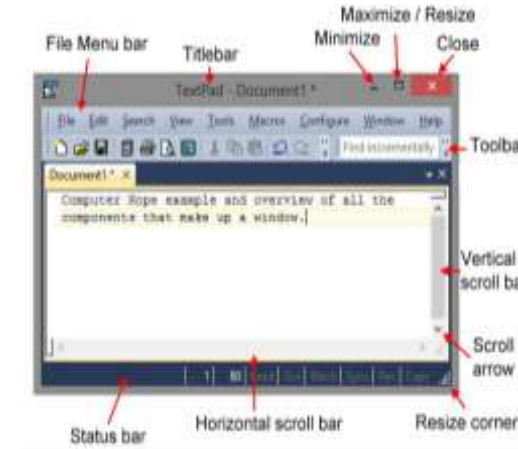 Maximize / Resize
File Menu bar
Titlebar
Minimize
Close
TextPad - Document1 *
File Edit Search View Tools Macros Configure Window Help
Find incrementally
Toolba
Document1 * ×
Computer Hope example and overview of all the
components that make up a window.
Vertical
scroll ba
Scroll
arrow
1
Status bar
Horizontal scroll bar
Resize corner